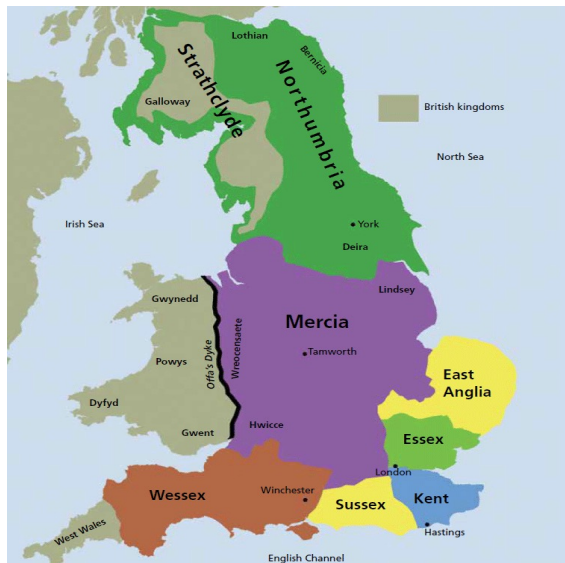 Lothian
Bernicia
Strathclyde
Northumbria
Galloway
British kingdoms
North Sea
Irish Sea
York
Deira
Gwynedd
Lindsey
Mercia
Wreocensaete
Offa's Dyke
Tamworth
Powys
East
Anglia
Dyfyd
Hwicce
Gwent
Essex
London
Wessex
Winchester
Sussex
Kent
West Wales
Hastings
English Channel